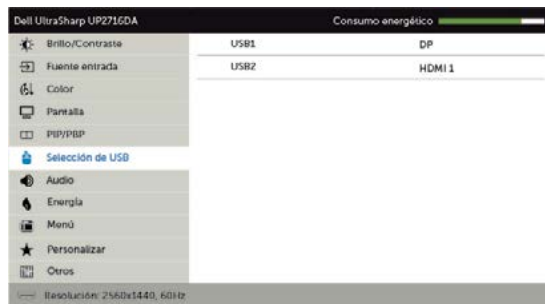 Dell UltraSharp UP2716DA Consumo energético
Brillo/Contraste USB1 DP
Fuente entrada USB2 HDMI 1
Color
Pantalla
PIP/PBP
Selección de USB
Audio
Energía
Menú
Personalizar
Otros
Resolución: 2560x1440, 60Hz